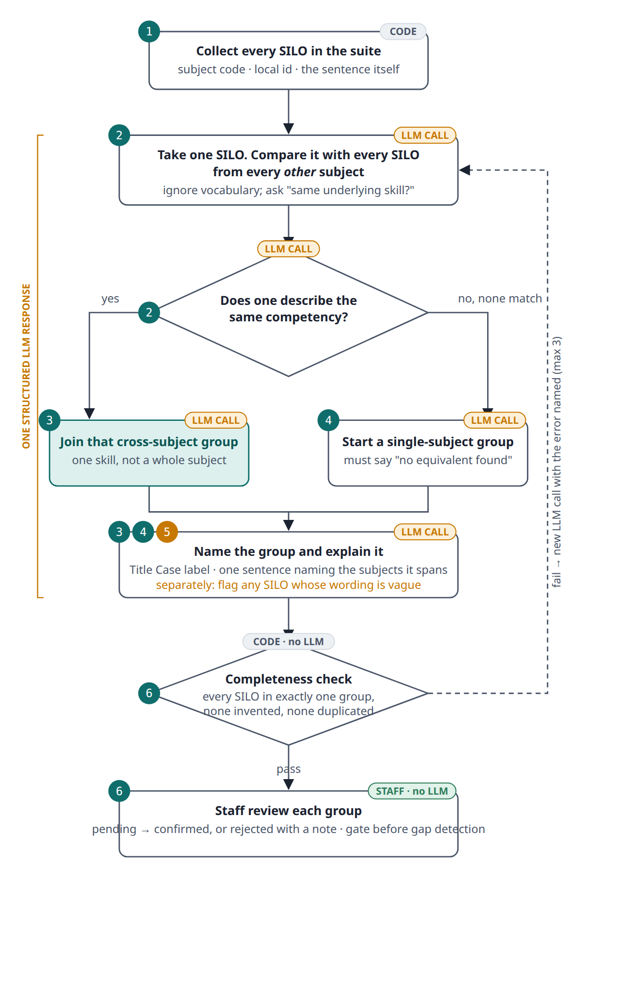 1
CODE
Collect every SILO in the suite
subject code · local id · the sentence itself
2
LLM CALL
Take one SILO. Compare it with every SILO
from every other subject
ignore vocabulary; ask "same underlying skill?"
LLM CALL
yes
no, none match
2
Does one describe the
same competency?
ONE STRUCTURED LLM RESPONSE
fail → new LLM call with the error named (max 3)
3
LLM CALL
Join that cross-subject group
one skill, not a whole subject
4
LLM CALL
Start a single-subject group
must say "no equivalent found"
3 4 5
LLM CALL
Name the group and explain it
Title Case label · one sentence naming the subjects it spans
separately: flag any SILO whose wording is vague
CODE · no LLM
6
Completeness check
every SILO in exactly one group,
none invented, none duplicated
pass
6
STAFF · no LLM
Staff review each group
pending → confirmed, or rejected with a note · gate before gap detection